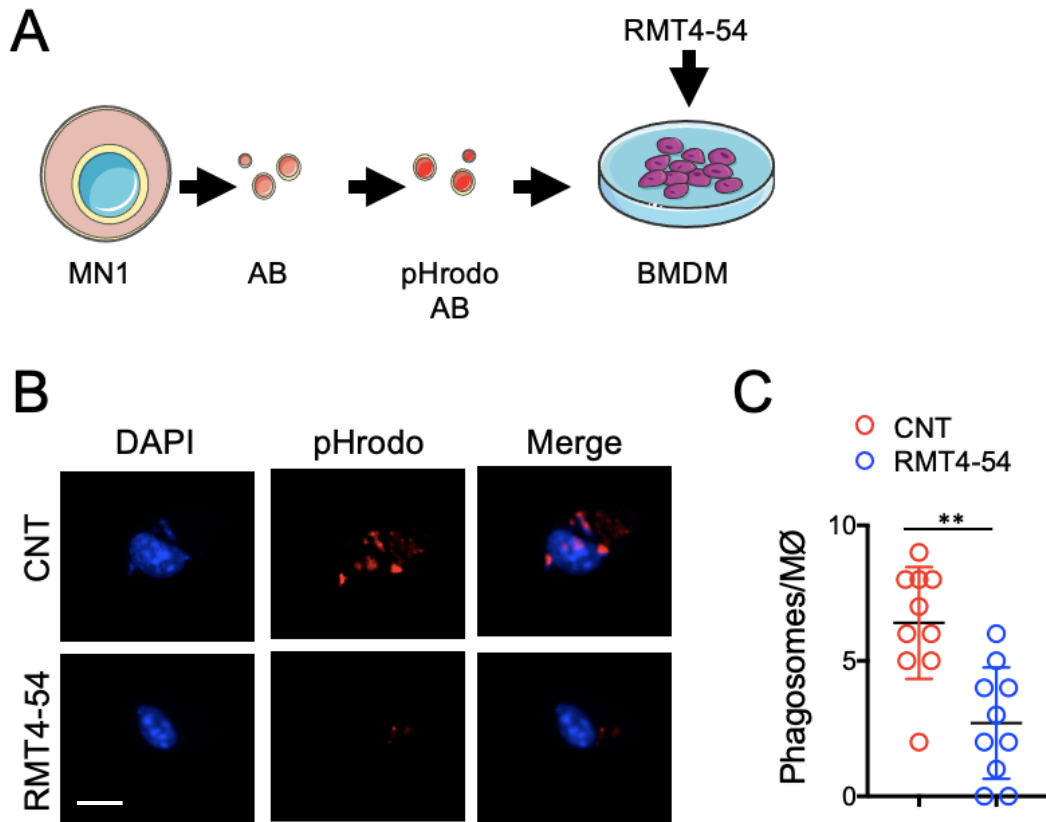 A
RMT4-54
MN1
AB
pHrodo
AB
BMDM
B
DAPI
pHrodo
Merge
CNT
RMT4-54
C
CNT
RMT4-54
**
Phagosomes/MØ
10
5
0